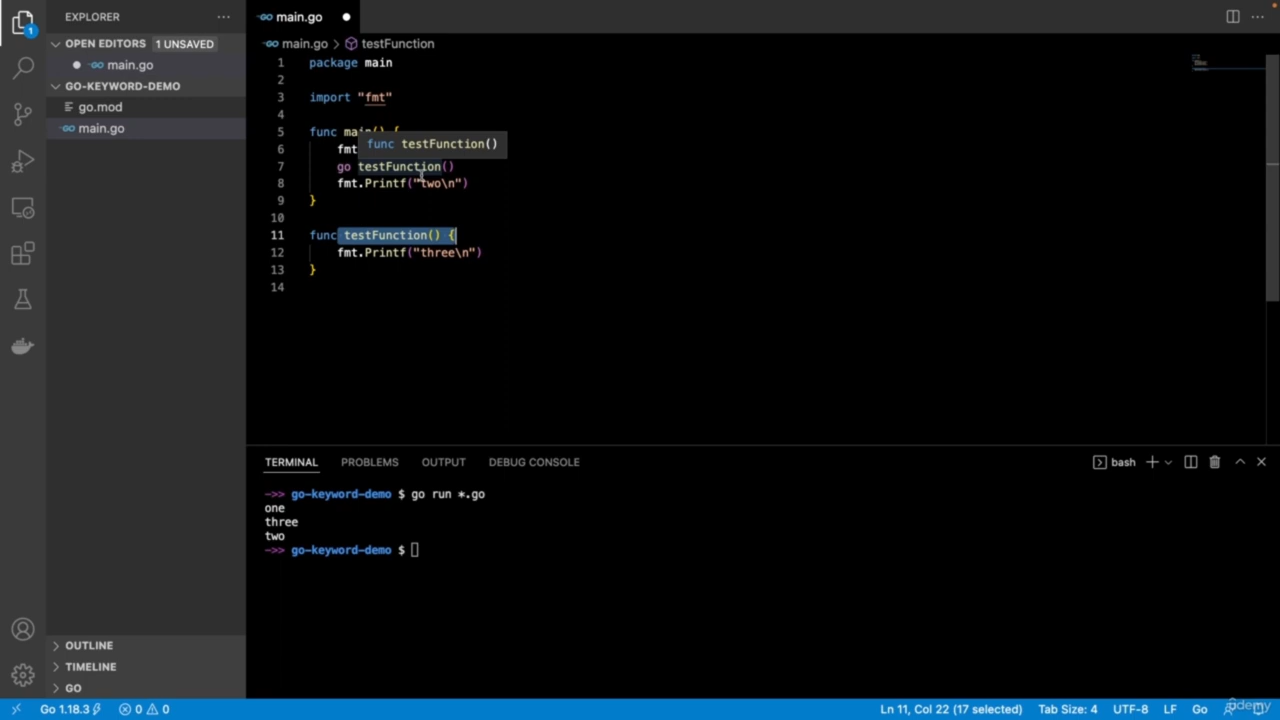 EXPLORER
main.go
OPEN EDITORS 1 UNSAVED
main.go
GO-KEYWORD-DEMO
go.mod
main.go
main.go > testFunction
1 package main
2
3 import "fmt"
4
5 func main() {
func testFunction()
6 fmt
7 go testFunction()
8 fmt.Printf("two\n")
9 }
10
11 func testFunction() {
12 fmt.Printf("three\n")
13 }
14
TERMINAL PROBLEMS OUTPUT DEBUG CONSOLE
bash
->> go-keyword-demo $ go run *.go
one
three
two
->> go-keyword-demo $
1
OUTLINE
TIMELINE
GO
Go 1.18.3 0 0
Ln 11, Col 22 (17 selected) Tab Size: 4 UTF-8 LF Go
ûdemy